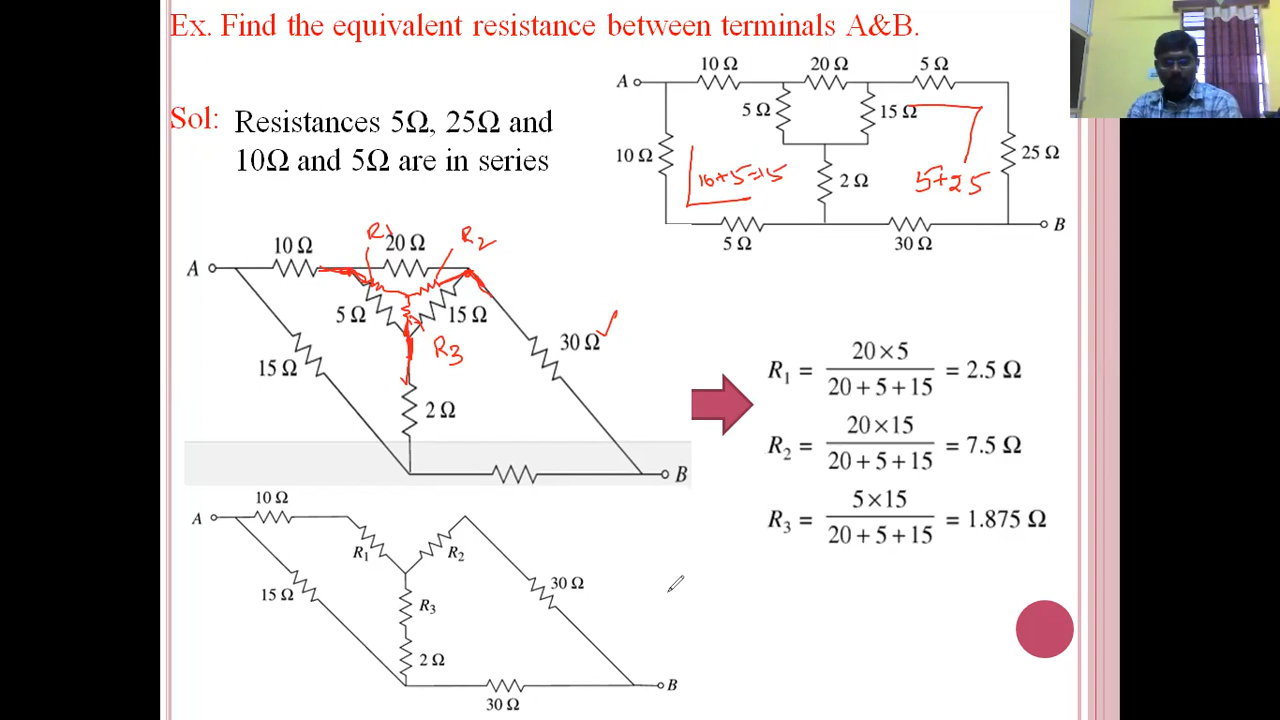 Ex. Find the equivalent resistance between terminals A&B.
Sol: Resistances 5Ω, 25Ω and
10Ω and 5Ω are in series
10 Ω 20 Ω 5 Ω
A
5 Ω 15 Ω
10 Ω 25 Ω
2 Ω
10+5=15 5+25
B
5 Ω 30 Ω
R1 R2
10 Ω 20 Ω
A
5 Ω 15 Ω
30 Ω ✓
R3
15 Ω
2 Ω
B
R1 = 20×5 / 20+5+15 = 2.5 Ω
R2 = 20×15 / 20+5+15 = 7.5 Ω
R3 = 5×15 / 20+5+15 = 1.875 Ω
10 Ω
A
R1 R2
30 Ω
15 Ω
R3
2 Ω
B
30 Ω